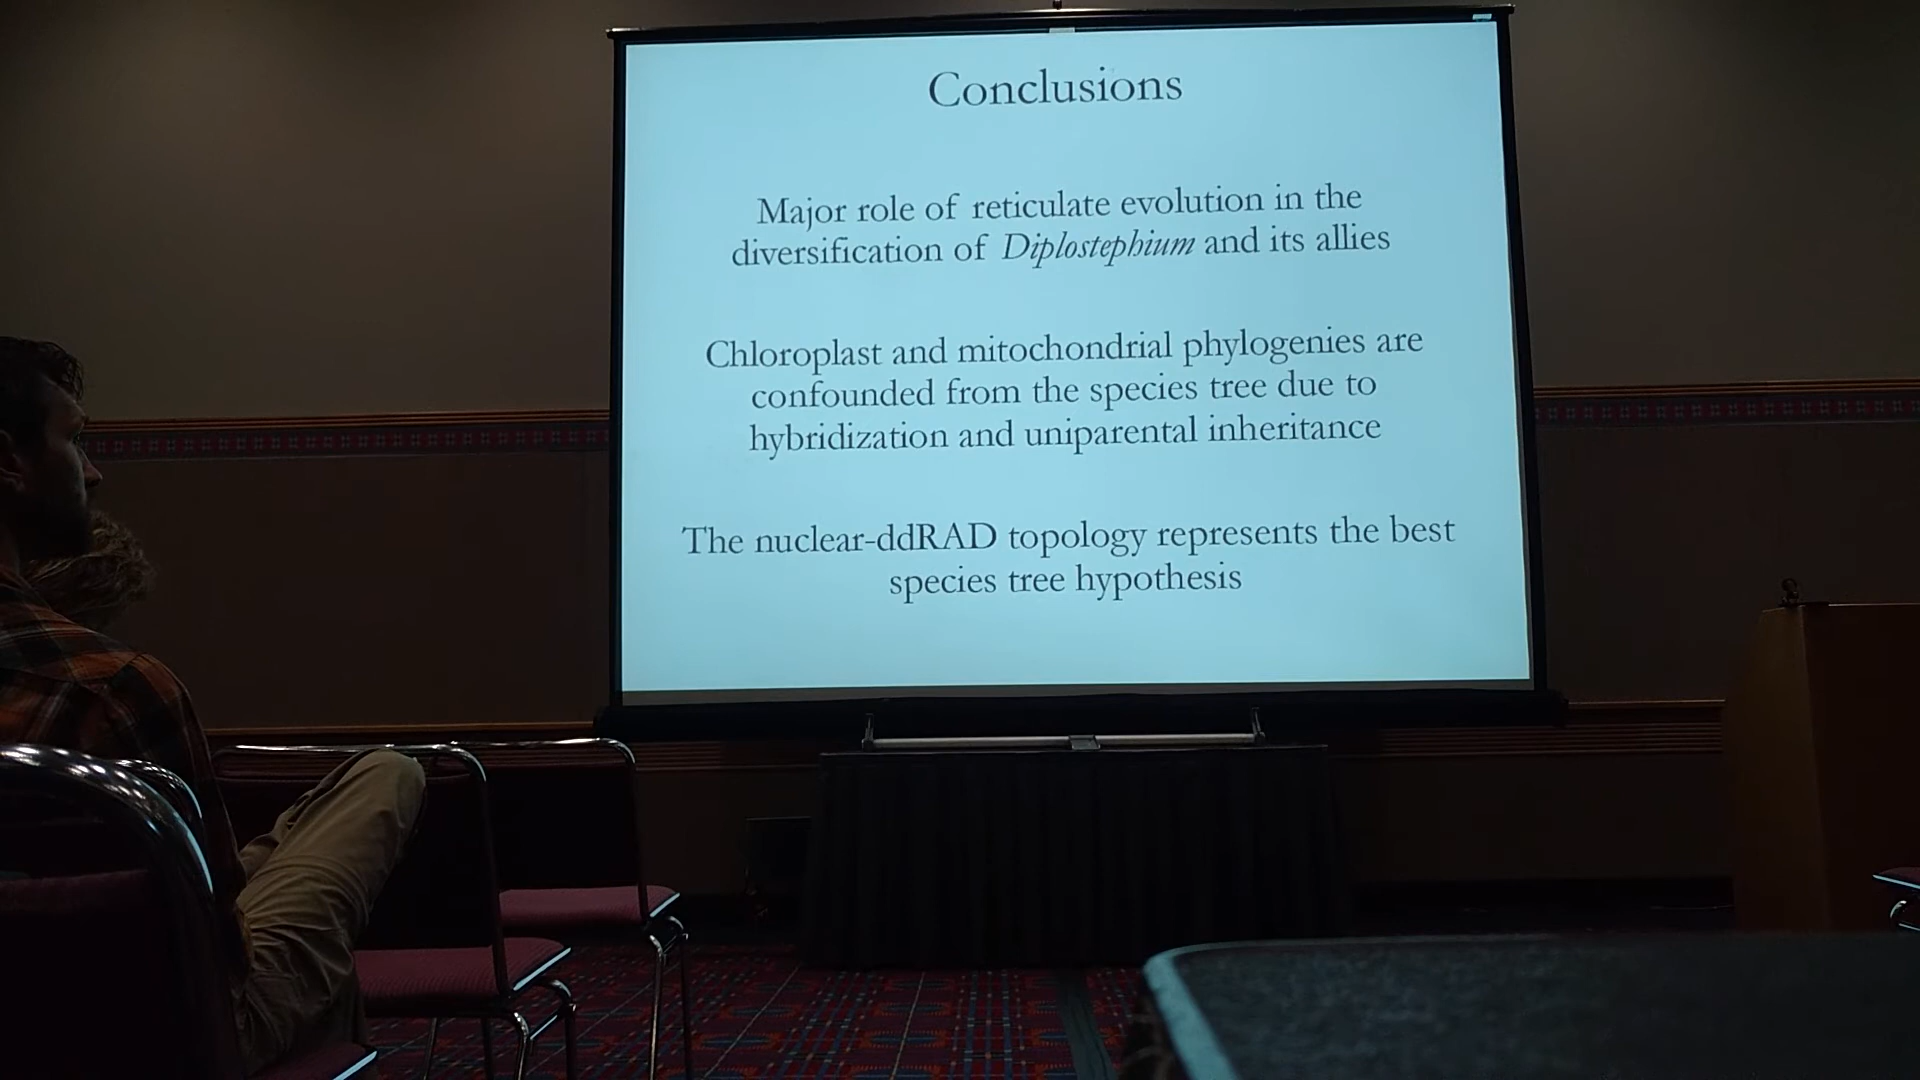 Conclusions
Major role of reticulate evolution in the
diversification of Diplostephium and its allies
Chloroplast and mitochondrial phylogenies are
confounded from the species tree due to
hybridization and uniparental inheritance
The nuclear-ddRAD topology represents the best
species tree hypothesis